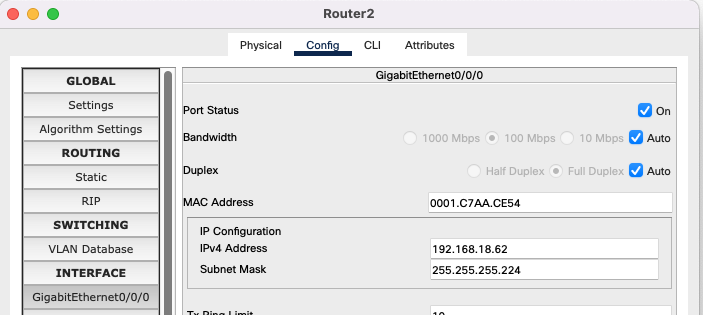 Router2
Physical Config CLI Attributes
GLOBAL
Settings
Algorithm Settings
ROUTING
Static
RIP
SWITCHING
VLAN Database
INTERFACE
GigabitEthernet0/0/0
GigabitEthernet0/0/0
Port Status On
Bandwidth 1000 Mbps 100 Mbps 10 Mbps Auto
Duplex Half Duplex Full Duplex Auto
MAC Address 0001.C7AA.CE54
IP Configuration
IPv4 Address 192.168.18.62
Subnet Mask 255.255.255.224
Tx Ring Limit 10